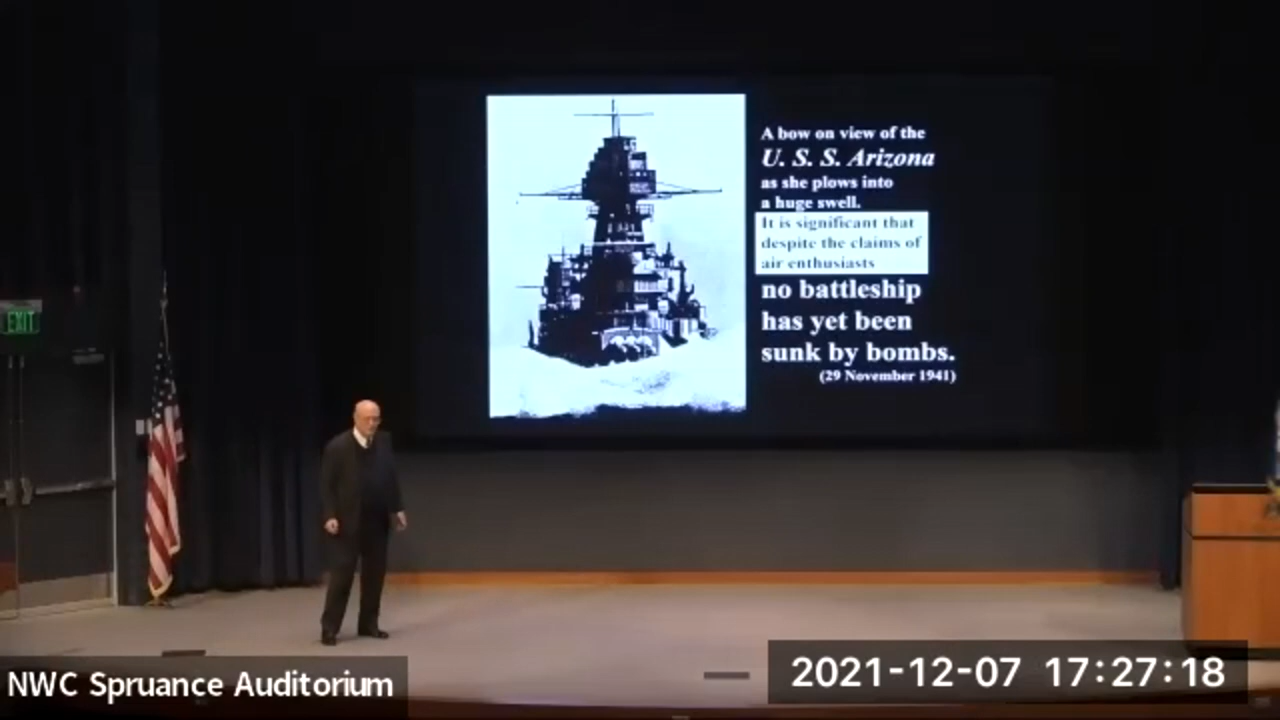 A bow on view of the
U. S. S. Arizona
as she plows into
a huge swell.
It is significant that
despite the claims of
air enthusiasts
no battleship
has yet been
sunk by bombs.
(29 November 1941)
EXIT
NWC Spruance Auditorium
2021-12-07 17:27:18